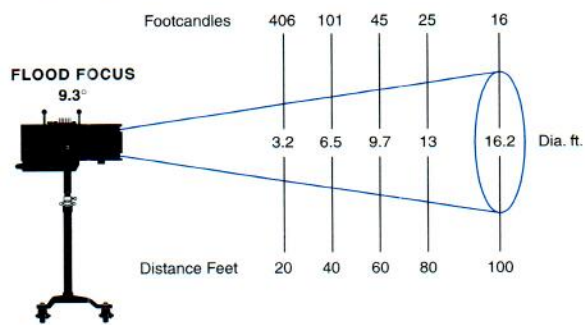 Footcandles 406 101 45 25 16
FLOOD FOCUS
9.3°
3.2 6.5 9.7 13 16.2 Dia. ft.
Distance Feet 20 40 60 80 100